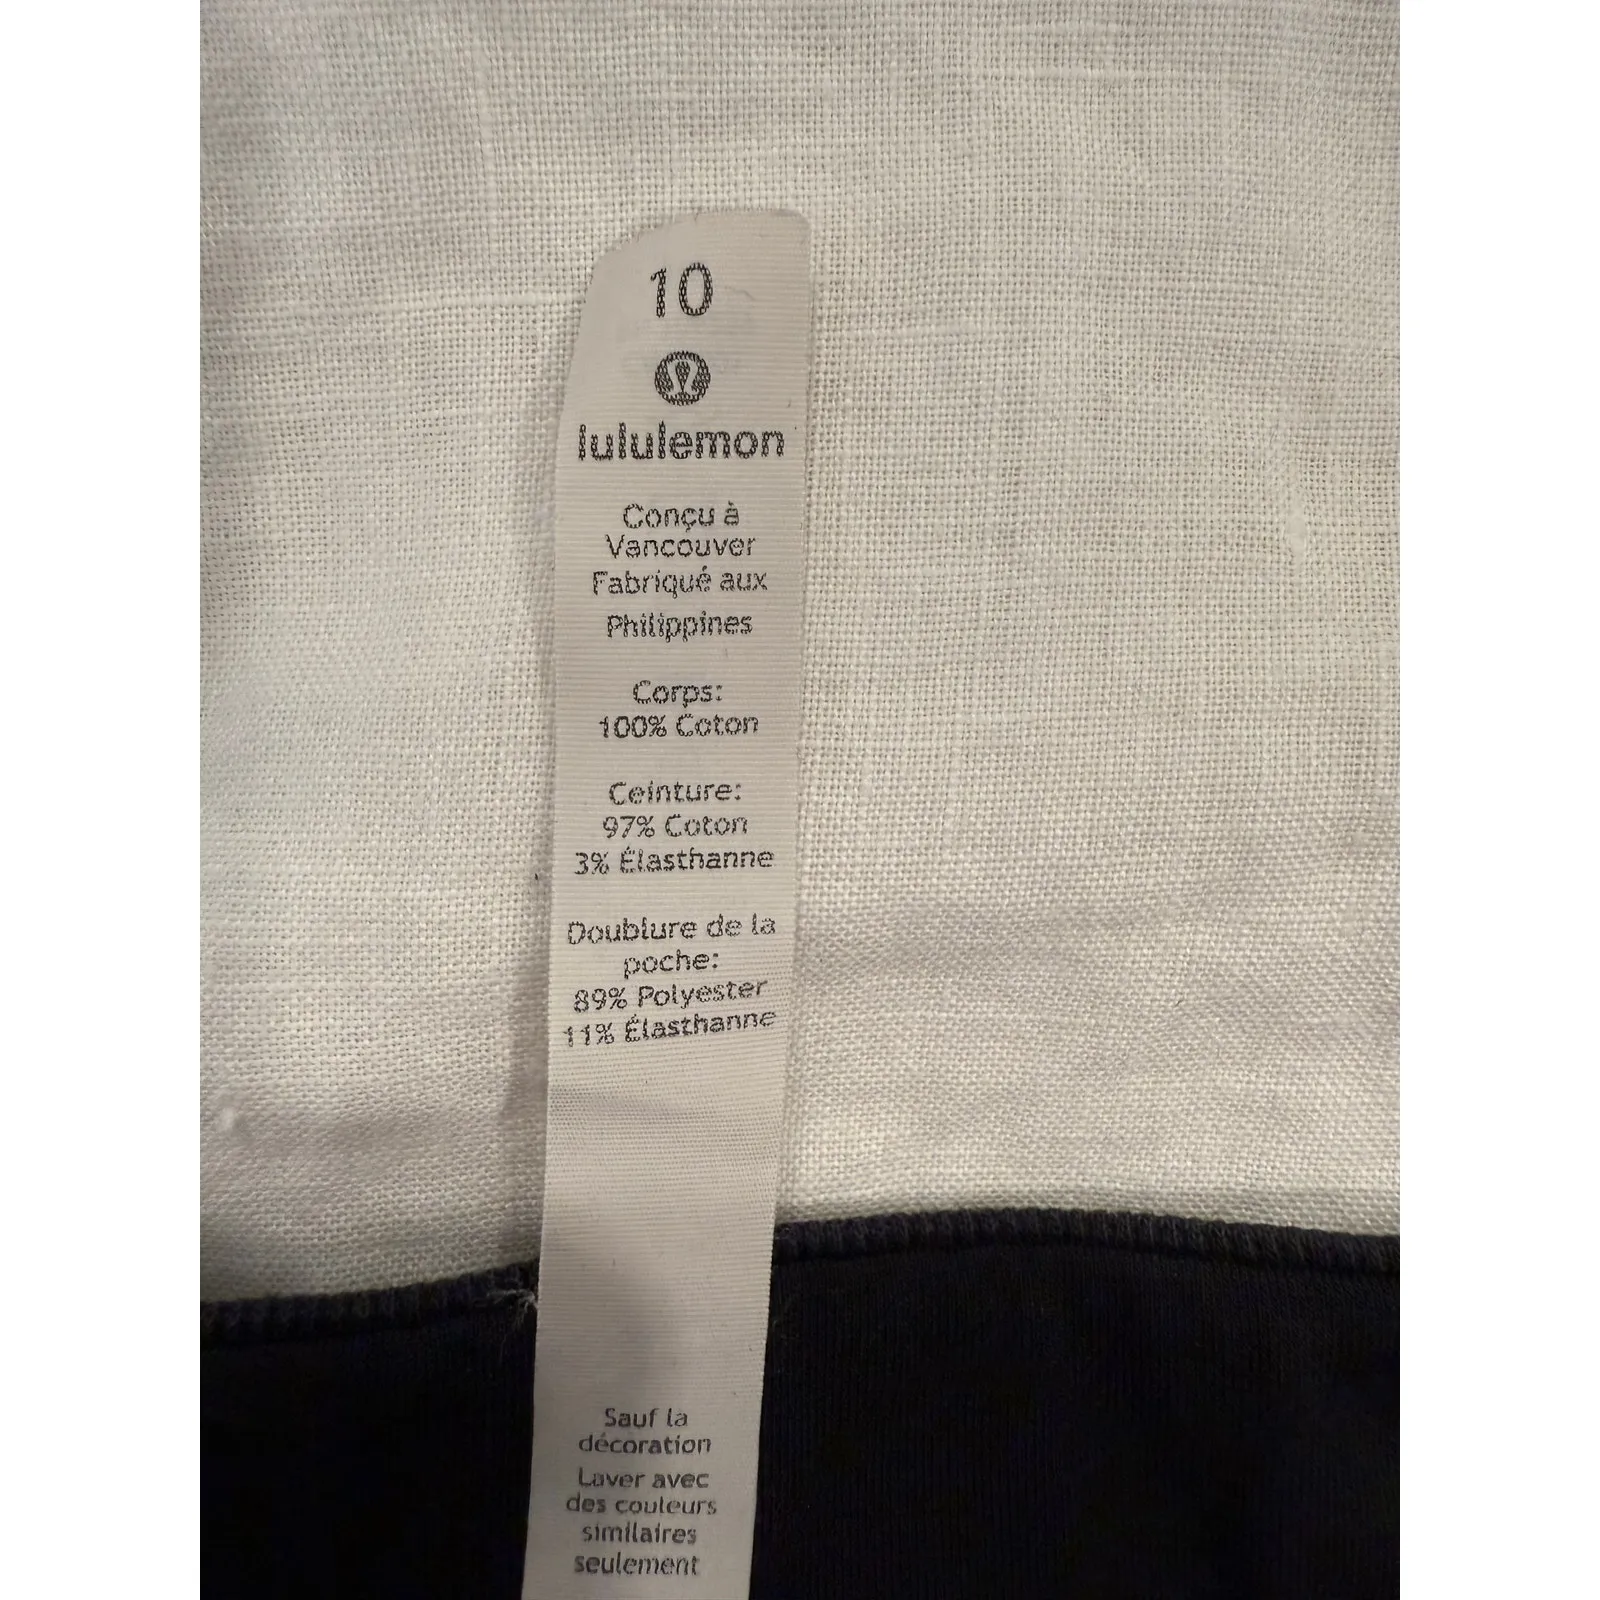 10
lululemon
Conçu à
Vancouver
Fabriqué aux
Philippines
Corps:
100% Coton
Ceinture:
97% Coton
3% Élasthanne
Doublure de la
poche:
89% Polyester
11% Élasthanne
Sauf la
décoration
Laver avec
des couleurs
similaires
seulement